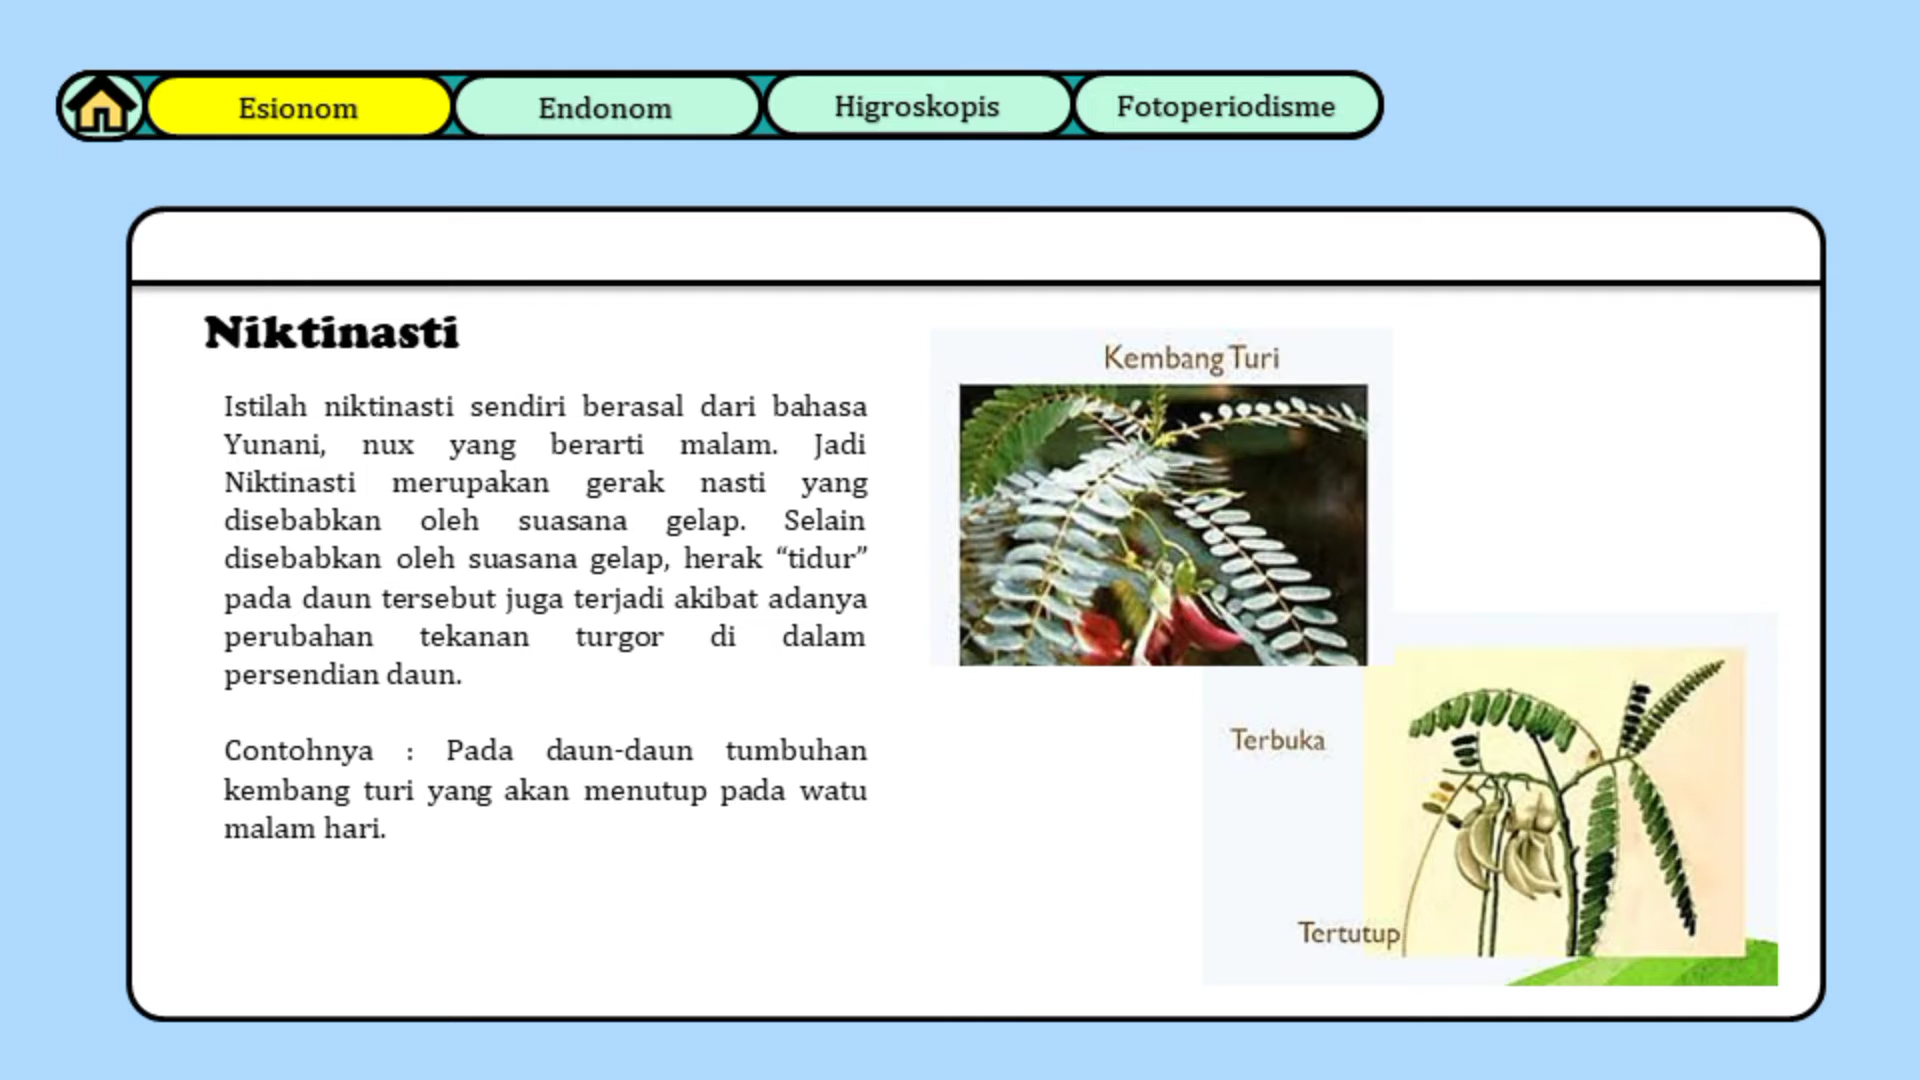 Esionom
Endonom
Higroskopis
Fotoperiodisme
Niktinasti
Istilah niktinasti sendiri berasal dari bahasa
Yunani, nux yang berarti malam. Jadi
Niktinasti merupakan gerak nasti yang
disebabkan oleh suasana gelap. Selain
disebabkan oleh suasana gelap, herak “tidur”
pada daun tersebut juga terjadi akibat adanya
perubahan tekanan turgor di dalam
persendian daun.
Contohnya : Pada daun-daun tumbuhan
kembang turi yang akan menutup pada watu
malam hari.
Kembang Turi
Terbuka
Tertutup